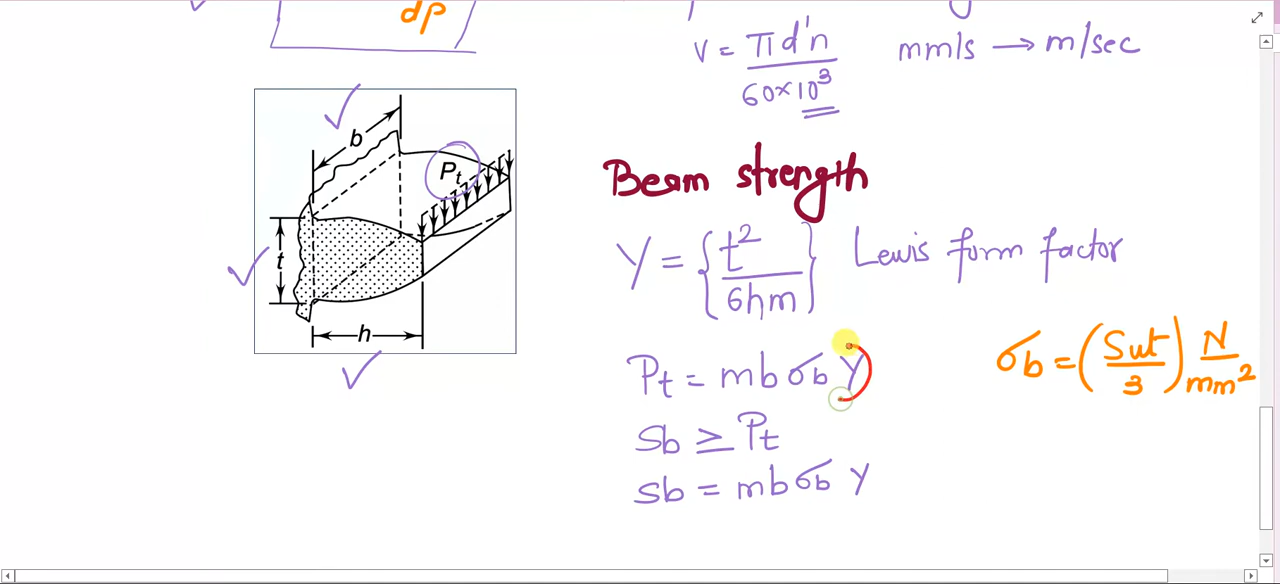 dp
V = πd'n / 60×10³ mm/s → m/sec
b
Pt
t
h
Beam strength
Y = {t² / 6hm} Lewis form factor
Pt = mbσb Y
σb = (Sut / 3) N / mm²
Sb ≥ Pt
Sb = mbσb Y